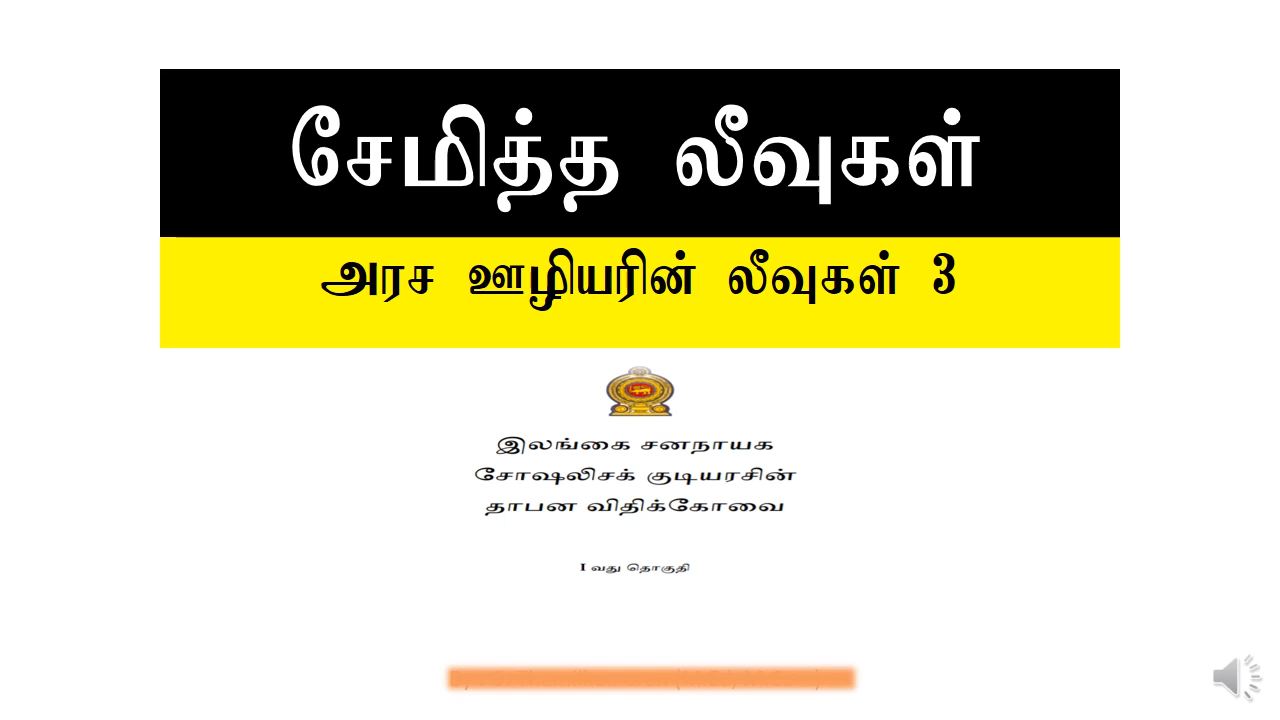 சேமித்த லீவுகள்
அரச ஊழியரின் லீவுகள் 3
இலங்கை சனநாயக
சோஷலிசக் குடியரசின்
தாபன விதிக்கோவை
I வது தொகுதி